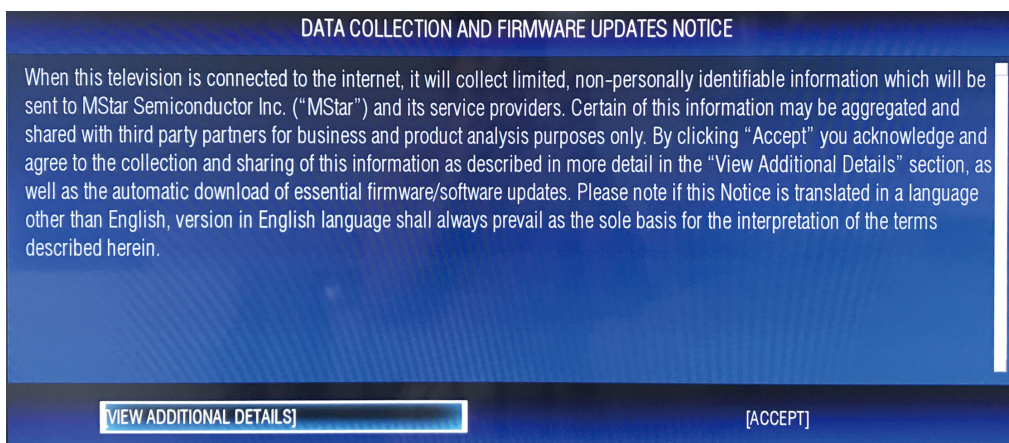 DATA COLLECTION AND FIRMWARE UPDATES NOTICE
When this television is connected to the internet, it will collect limited, non-personally identifiable information which will be
sent to MStar Semiconductor Inc. (“MStar”) and its service providers. Certain of this information may be aggregated and
shared with third party partners for business and product analysis purposes only. By clicking “Accept” you acknowledge and
agree to the collection and sharing of this information as described in more detail in the “View Additional Details” section, as
well as the automatic download of essential firmware/software updates. Please note if this Notice is translated in a language
other than English, version in English language shall always prevail as the sole basis for the interpretation of the terms
described herein.
[VIEW ADDITIONAL DETAILS]
[ACCEPT]